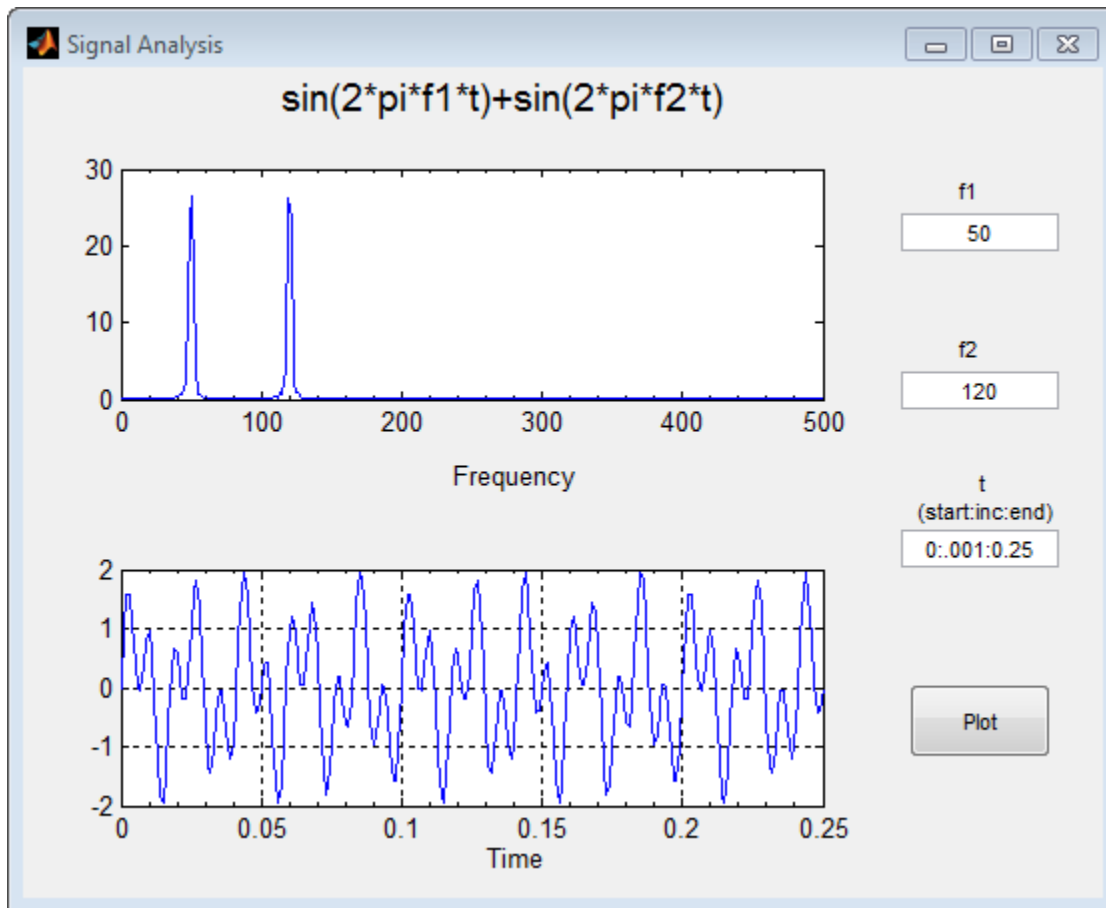 Signal Analysis
sin(2*pi*f1*t)+sin(2*pi*f2*t)
30
20
10
0
0 100 200 300 400 500
Frequency
f1
50
f2
120
t
(start:inc:end)
0:.001:0.25
2
1
0
-1
-2
0 0.05 0.1 0.15 0.2 0.25
Time
Plot